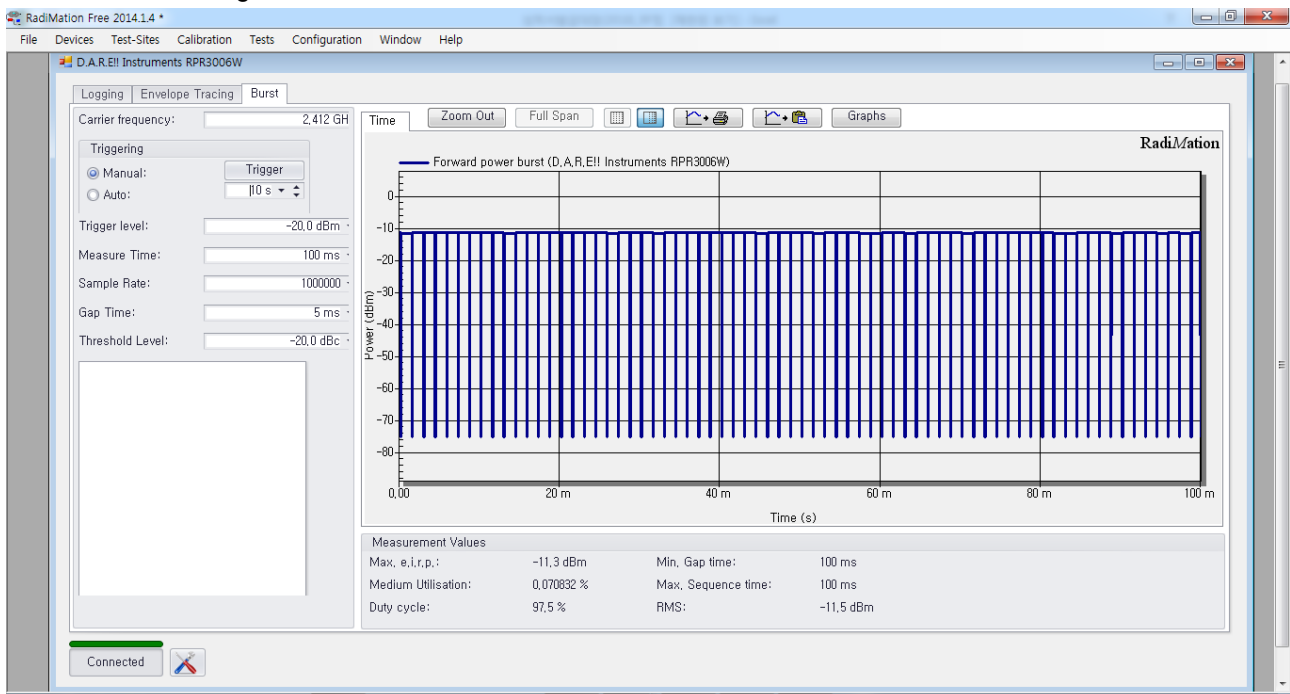 RadiMation Free 2014.1.4 *
File Devices Test-Sites Calibration Tests Configuration Window Help
D.A.R.E!! Instruments RPR3006W
Logging Envelope Tracing Burst
Carrier frequency: 2,412 GH
Triggering
Manual: Trigger
Auto: 10 s
Trigger level: -20,0 dBm
Measure Time: 100 ms
Sample Rate: 1000000
Gap Time: 5 ms
Threshold Level: -20,0 dBc
Time Zoom Out Full Span Graphs
RadiMation
Forward power burst (D,A,R,E!! Instruments RPR3006W)
Power (dBm)
0
-10
-20
-30
-40
-50
-60
-70
-80
0,00 20 m 40 m 60 m 80 m 100 m
Time (s)
Measurement Values
Max, e,i,r,p,: -11,3 dBm Min, Gap time: 100 ms
Medium Utilisation: 0,070832 % Max, Sequence time: 100 ms
Duty cycle: 97,5 % RMS: -11,5 dBm
Connected